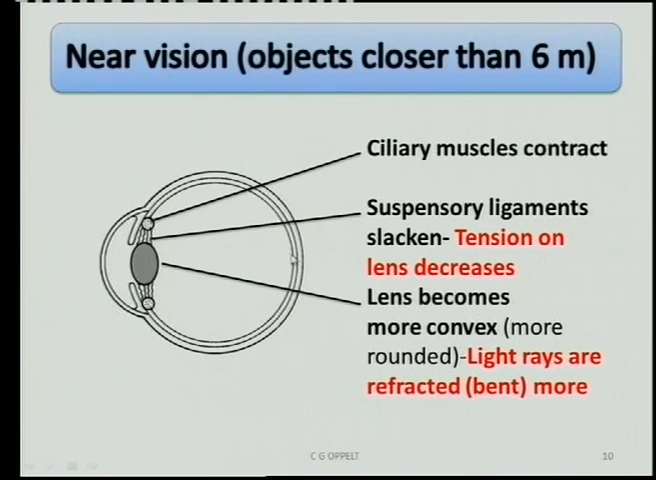 Near vision (objects closer than 6 m)
Ciliary muscles contract
Suspensory ligaments
slacken- Tension on
lens decreases
Lens becomes
more convex (more
rounded)-Light rays are
refracted (bent) more
C G OPPELT
10